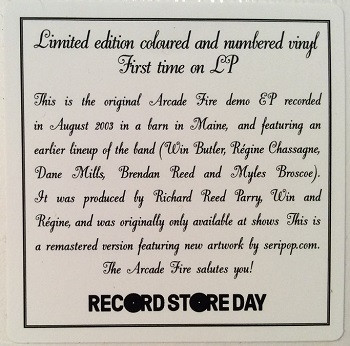 Limited edition coloured and numbered vinyl
First time on LP
This is the original Arcade Fire demo EP recorded
in August 2003 in a barn in Maine, and featuring an
earlier lineup of the band (Win Butler, Régine Chassagne,
Dane Mills, Brendan Reed and Myles Broscoe).
It was produced by Richard Reed Parry, Win and
Régine, and was originally only available at shows This is
a remastered version featuring new artwork by seripop.com.
The Arcade Fire salutes you!
RECORD STORE DAY